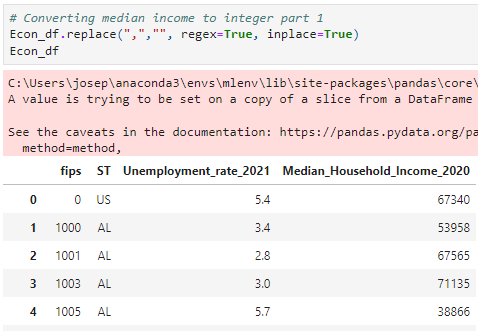 # Converting median income to integer part 1
Econ_df.replace(",","", regex=True, inplace=True)
Econ_df
C:\Users\josep\anaconda3\envs\mlenv\lib\site-packages\pandas\core\
A value is trying to be set on a copy of a slice from a DataFrame
See the caveats in the documentation: https://pandas.pydata.org/pa
method=method,
fips ST Unemployment_rate_2021 Median_Household_Income_2020
0 0 US 5.4 67340
1 1000 AL 3.4 53958
2 1001 AL 2.8 67565
3 1003 AL 3.0 71135
4 1005 AL 5.7 38866